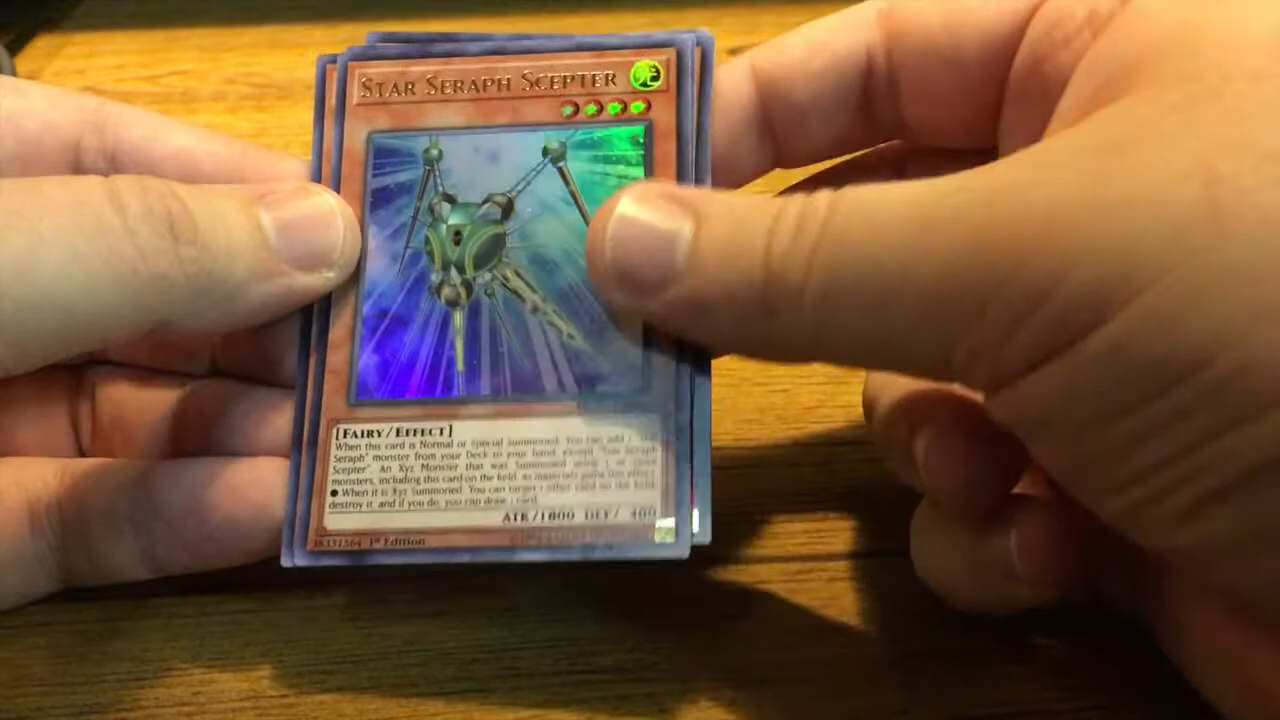 STAR SERAPH SCEPTER
光
[FAIRY/EFFECT]
When this card is Normal or Special Summoned: You can add 1 "Star
Seraph" monster from your Deck to your hand, except "Star Seraph
Scepter". An Xyz Monster that was Summoned using 3 or more
monsters, including this card on the field, as materials gains this effect.
● When it is Xyz Summoned: You can target 1 other card on the field;
destroy it, and if you do, you can draw 1 card.
ATK/1800 DEF/ 400
1st Edition